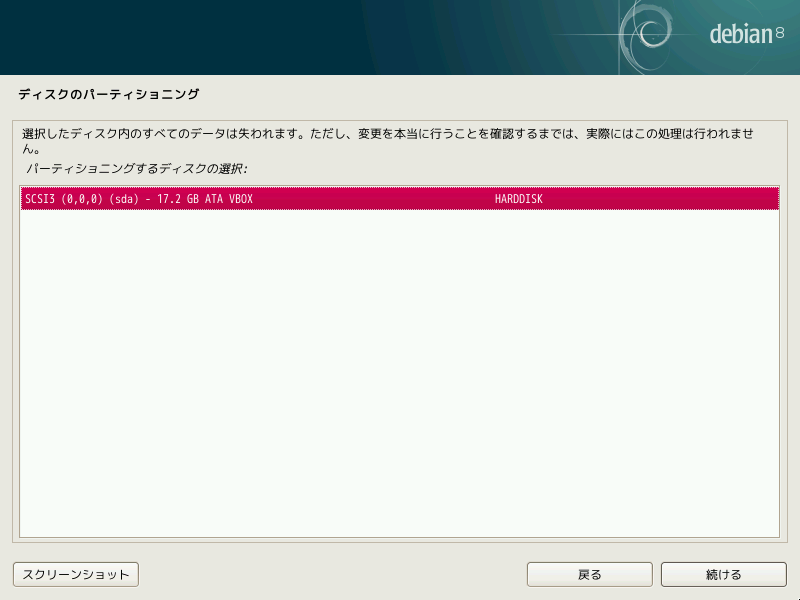 debian 8
ディスクのパーティショニング
選択したディスク内のすべてのデータは失われます。ただし、変更を本当に行うことを確認するまでは、実際にはこの処理は行われませ
ん。
パーティショニングするディスクの選択:
SCSI3 (0,0,0) (sda) - 17.2 GB ATA VBOX HARDDISK
スクリーンショット 戻る 続ける